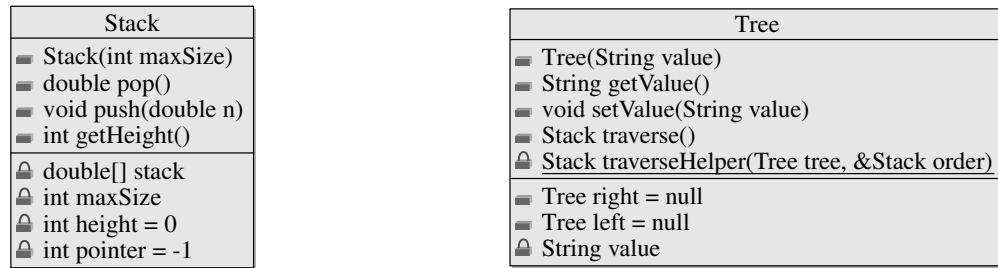 Stack
Stack(int maxSize)
double pop()
void push(double n)
int getHeight()
double[] stack
int maxSize
int height = 0
int pointer = -1
Tree
Tree(String value)
String getValue()
void setValue(String value)
Stack traverse()
Stack traverseHelper(Tree tree, &Stack order)
Tree right = null
Tree left = null
String value